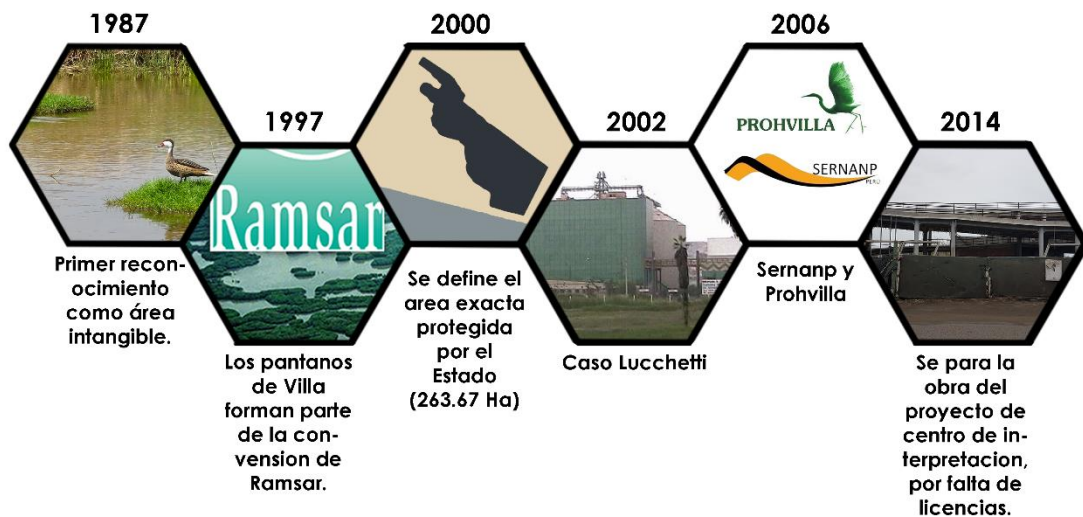 1987
Primer recon-
ocimiento
como área
intangible.
1997
Ramsar
Los pantanos
de Villa
forman parte
de la con-
vension de
Ramsar.
2000
Se define el
area exacta
protegida
por el
Estado
(263.67 Ha)
2002
Caso Lucchetti
2006
PROHVILLA
SERNANP
PERÚ
Sernanp y
Prohvilla
2014
Se para la
obra del
proyecto de
centro de in-
terpretacion,
por falta de
licencias.